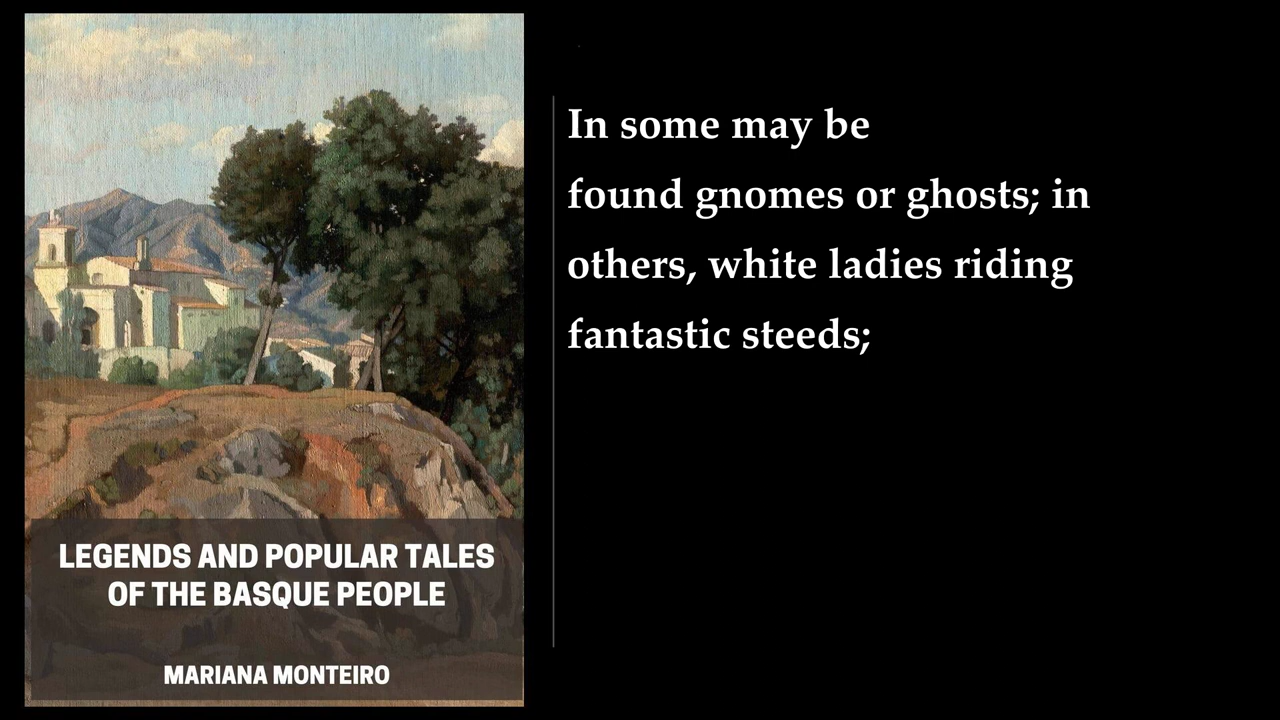 In some may be
found gnomes or ghosts; in
others, white ladies riding
fantastic steeds;
LEGENDS AND POPULAR TALES
OF THE BASQUE PEOPLE
MARIANA MONTEIRO